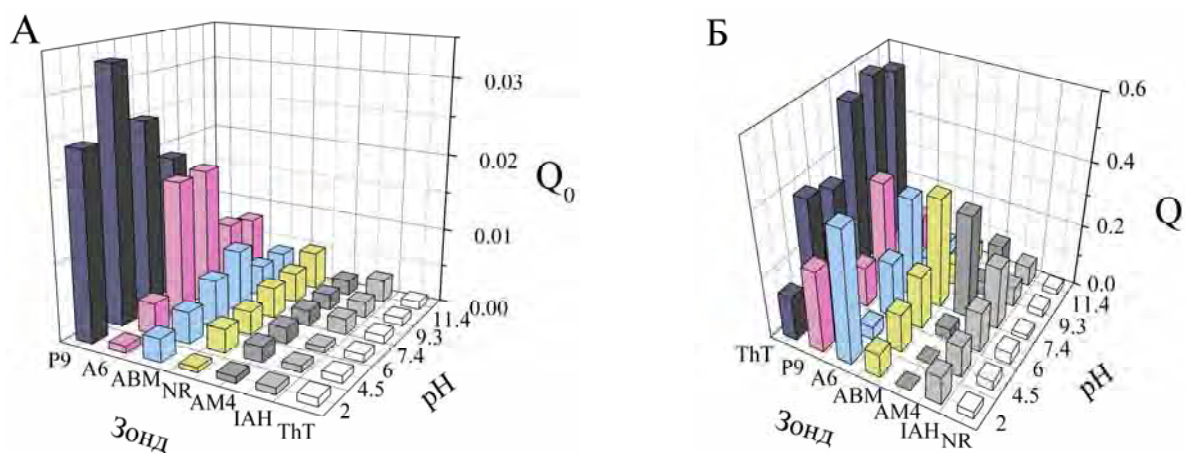 А
0.03
0.02
0.01
0.00
Q0
11.4
9.3
7.4
6
4.5
2
pH
P9
A6
ABM
NR
AM4
IAH
ThT
Зонд
Б
0.6
0.4
0.2
0.0
Q
11.4
9.3
7.4
6
4.5
2
pH
ThT
P9
A6
ABM
AM4
IAH
NR
Зонд